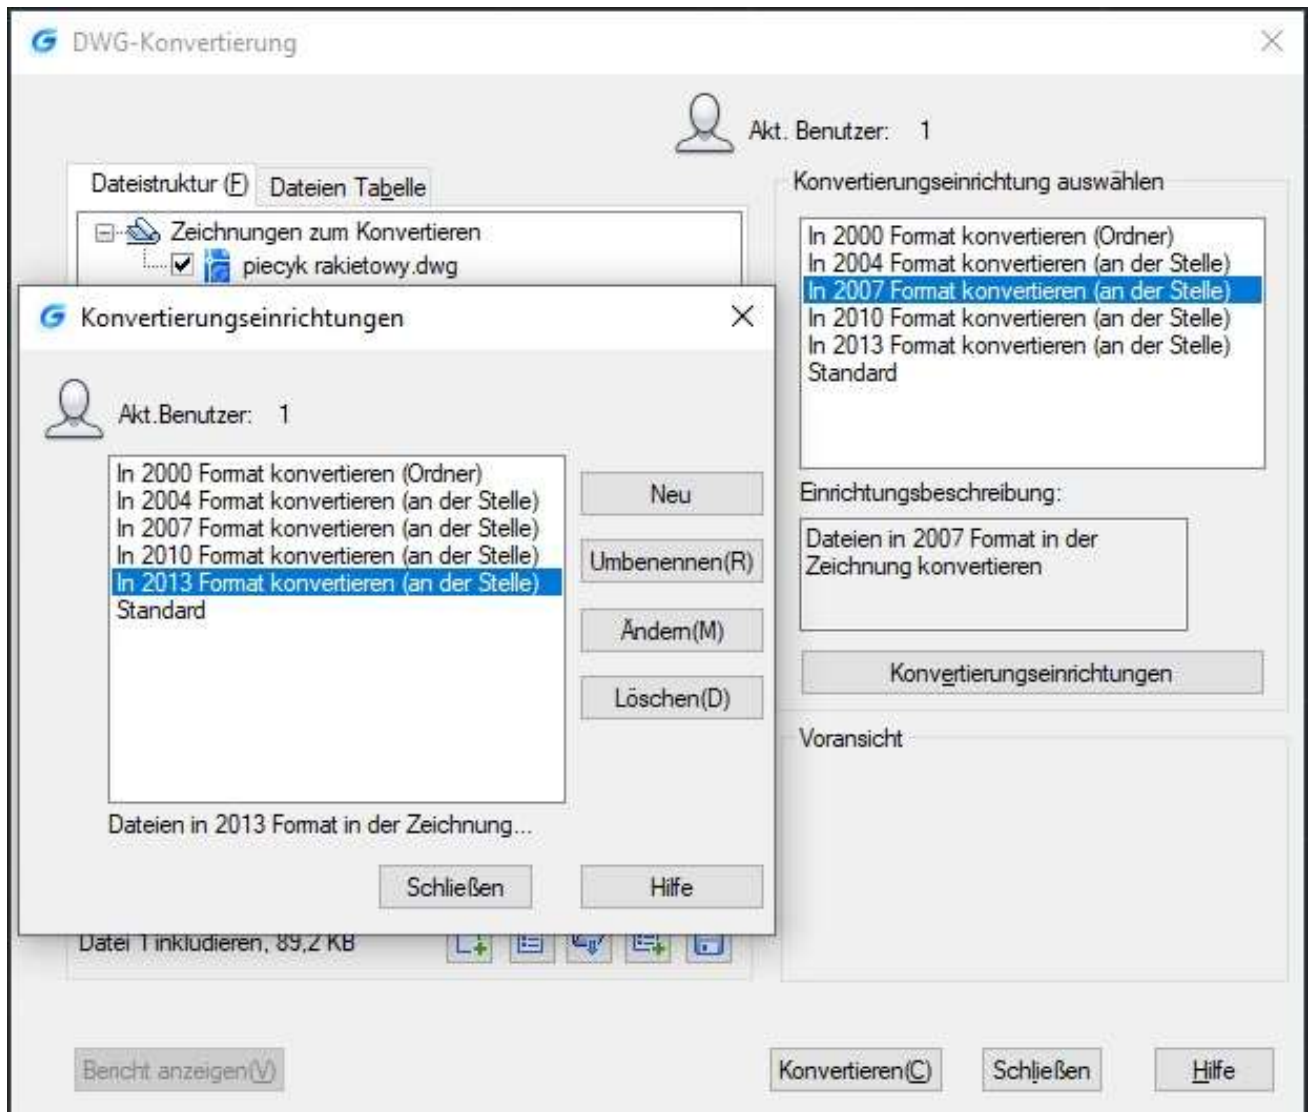 DWG-Konvertierung
Akt. Benutzer: 1
Dateistruktur (F)
Dateien Tabelle
Zeichnungen zum Konvertieren
piecyk rakietowy.dwg
Konvertierungseinrichtung auswählen
In 2000 Format konvertieren (Ordner)
In 2004 Format konvertieren (an der Stelle)
In 2007 Format konvertieren (an der Stelle)
In 2010 Format konvertieren (an der Stelle)
In 2013 Format konvertieren (an der Stelle)
Standard
Einrichtungsbeschreibung:
Dateien in 2007 Format in der
Zeichnung konvertieren
Konvertierungseinrichtungen
Voransicht
Konvertierungseinrichtungen
Akt.Benutzer: 1
In 2000 Format konvertieren (Ordner)
In 2004 Format konvertieren (an der Stelle)
In 2007 Format konvertieren (an der Stelle)
In 2010 Format konvertieren (an der Stelle)
In 2013 Format konvertieren (an der Stelle)
Standard
Neu
Umbenennen(R)
Ändern(M)
Löschen(D)
Dateien in 2013 Format in der Zeichnung...
Schließen
Hilfe
Datei 1 inkludieren, 89,2 KB
Bericht anzeigen(V)
Konvertieren(C)
Schließen
Hilfe